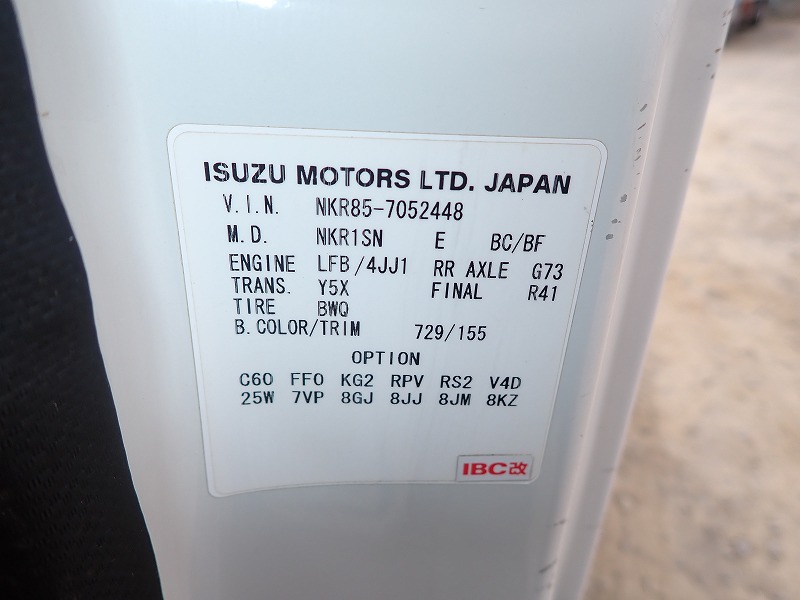 ISUZU MOTORS LTD. JAPAN
V.I.N. NKR85-7052448
M.D. NKR1SN E BC/BF
ENGINE LFB/4JJ1 RR AXLE G73
TRANS. Y5X FINAL R41
TIRE BWQ
B.COLOR/TRIM 729/155
OPTION
C60 FF0 KG2 RPV RS2 V4D
25W 7VP 8GJ 8JJ 8JM 8KZ
IBC改